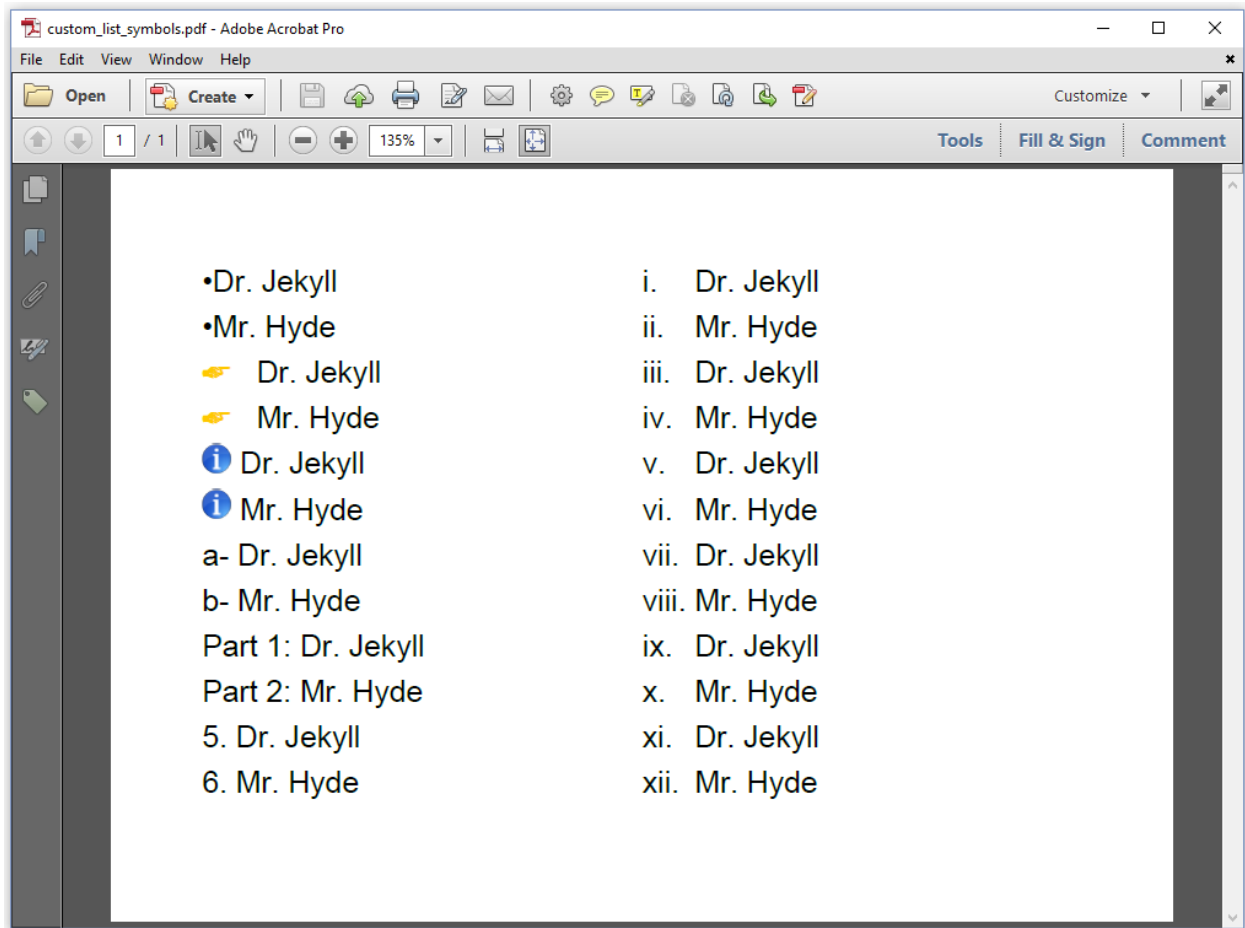 custom_list_symbols.pdf - Adobe Acrobat Pro
File Edit View Window Help
Open Create Customize
1 / 1 135% Tools Fill & Sign Comment
•Dr. Jekyll
•Mr. Hyde
☛ Dr. Jekyll
☛ Mr. Hyde
i Dr. Jekyll
i Mr. Hyde
a- Dr. Jekyll
b- Mr. Hyde
Part 1: Dr. Jekyll
Part 2: Mr. Hyde
5. Dr. Jekyll
6. Mr. Hyde
i. Dr. Jekyll
ii. Mr. Hyde
iii. Dr. Jekyll
iv. Mr. Hyde
v. Dr. Jekyll
vi. Mr. Hyde
vii. Dr. Jekyll
viii. Mr. Hyde
ix. Dr. Jekyll
x. Mr. Hyde
xi. Dr. Jekyll
xii. Mr. Hyde